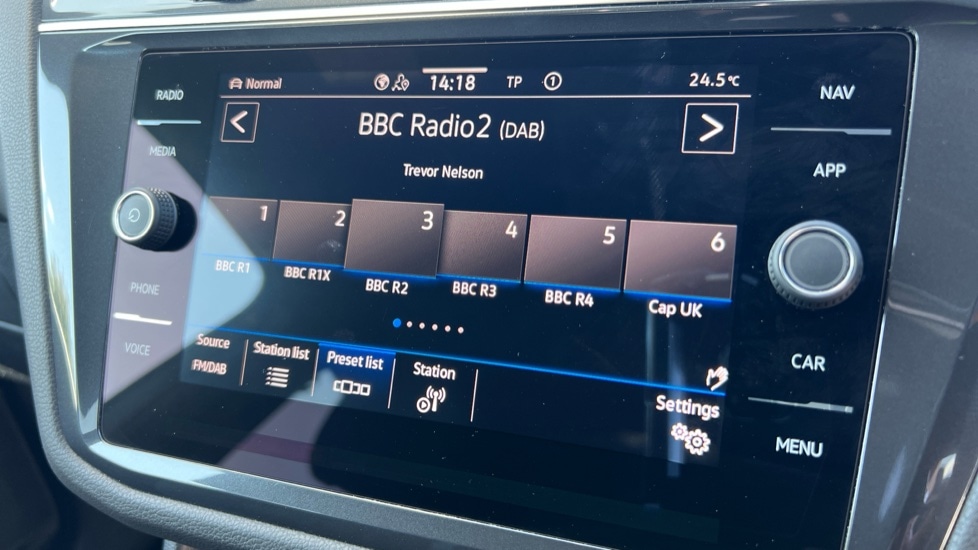 RADIO
MEDIA
PHONE
VOICE
Normal 14:18 TP 1 24.5°C
< BBC Radio2 (DAB) >
Trevor Nelson
1 2 3 4 5 6
BBC R1 BBC R1X BBC R2 BBC R3 BBC R4 Cap UK
Source Station list Preset list Station Settings
FM/DAB
NAV
APP
CAR
MENU